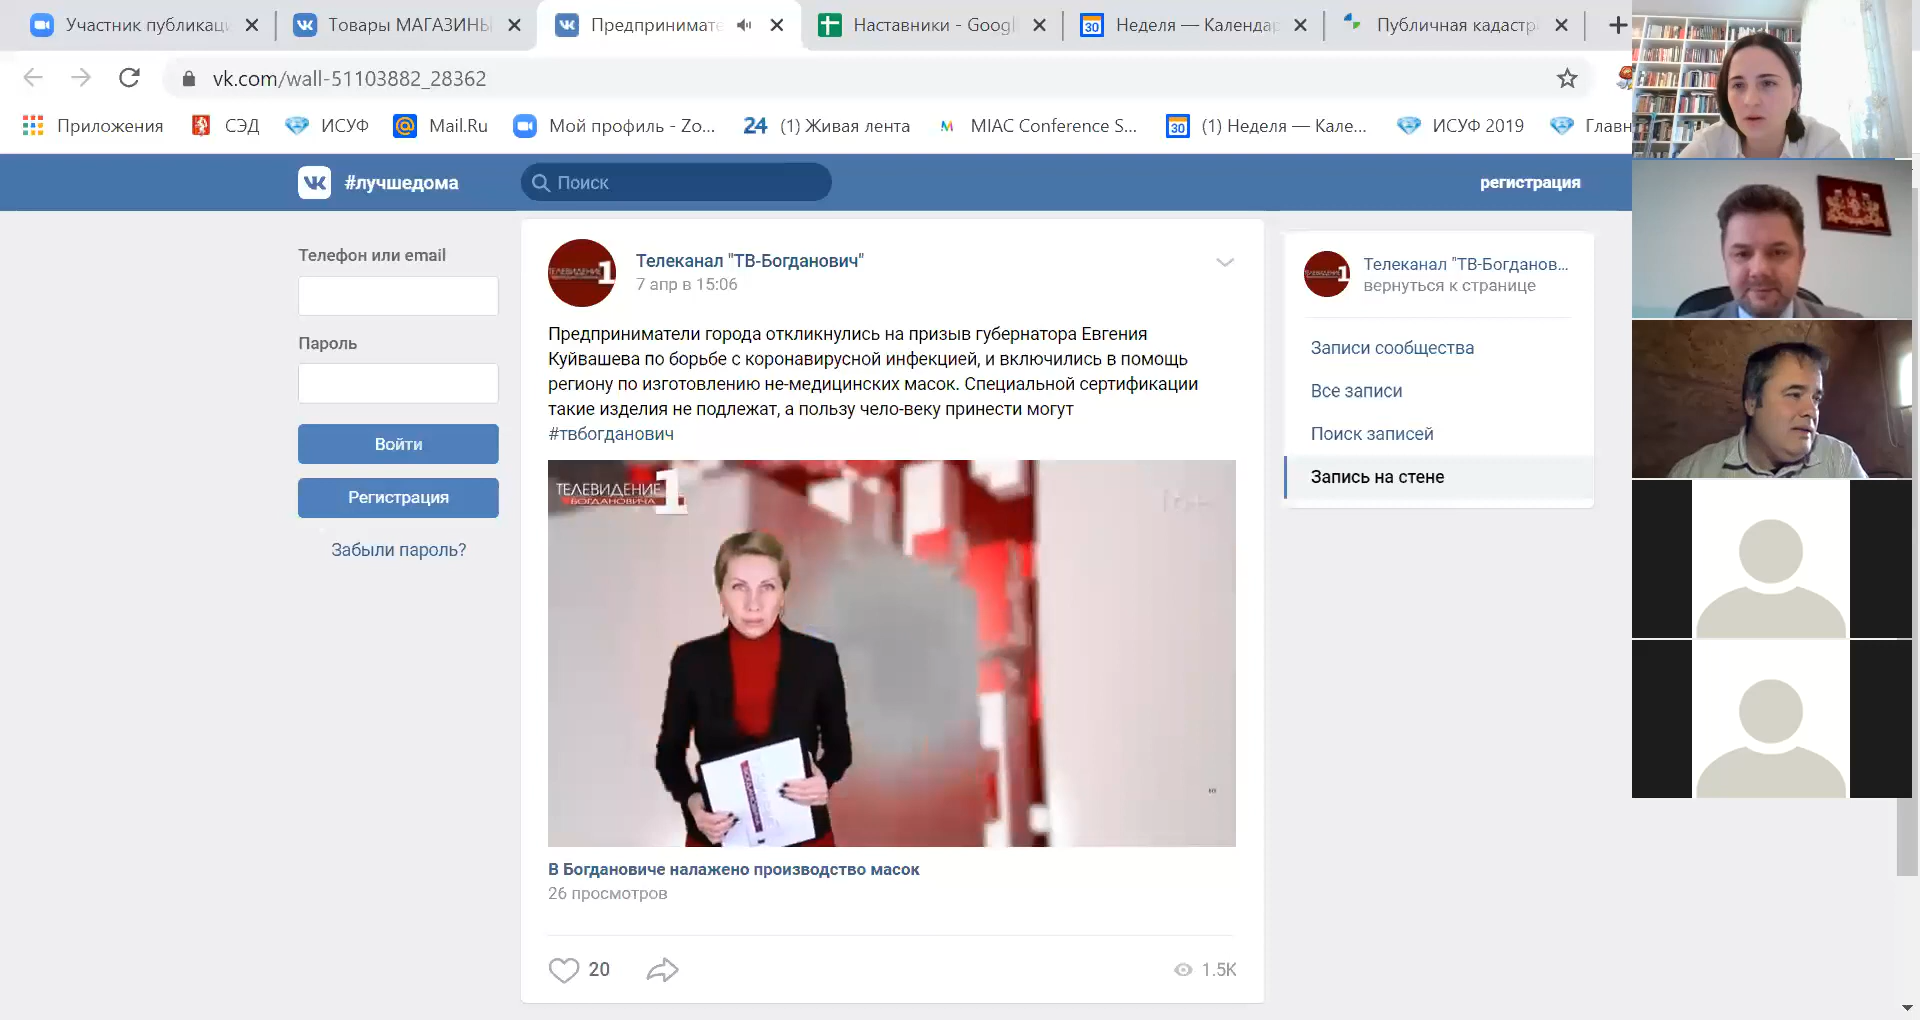 Участник публикац
Товары МАГАЗИНЫ
Предпринимате
Наставники - Googl
Неделя — Календар
Публичная кадастр
vk.com/wall-51103882_28362
Приложения
СЭД
ИСУФ
Mail.Ru
Мой профиль - Zo...
24 (1) Живая лента
MIAC Conference S...
30 (1) Неделя — Кале...
ИСУФ 2019
Главн
#лучшедома
Поиск
регистрация
Телефон или email
Пароль
Войти
Регистрация
Забыли пароль?
Телеканал "ТВ-Богданович"
7 апр в 15:06
Предприниматели города откликнулись на призыв губернатора Евгения
Куйвашева по борьбе с коронавирусной инфекцией, и включились в помощь
региону по изготовлению не-медицинских масок. Специальной сертификации
такие изделия не подлежат, а пользу чело-веку принести могут
#твбогданович
ТЕЛЕВИДЕНИЕ 1
БОГДАНОВИЧА
В Богдановиче налажено производство масок
26 просмотров
20
1.5K
Телеканал "ТВ-Богданов...
вернуться к странице
Записи сообщества
Все записи
Поиск записей
Запись на стене